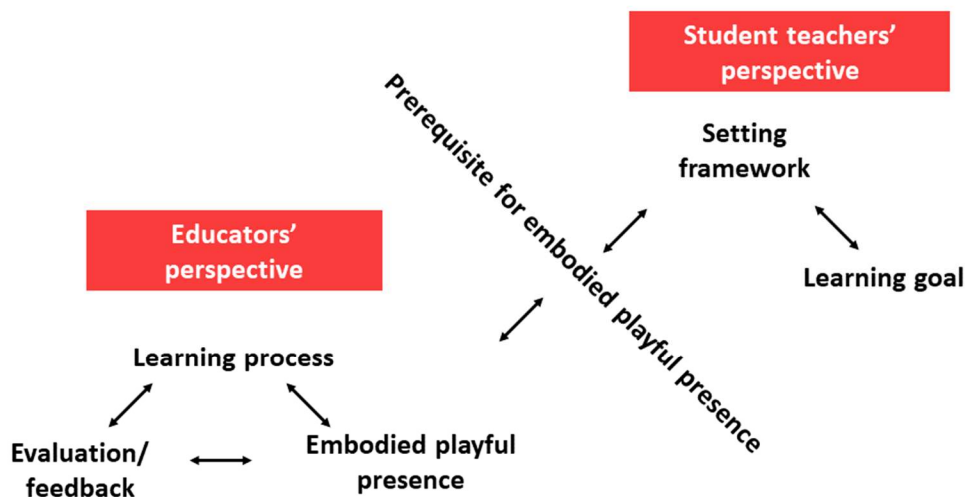 Student teachers’
perspective
Setting
framework
Learning goal
Prerequisite for embodied playful presence
Educators’
perspective
Learning process
Evaluation/
feedback
Embodied playful
presence